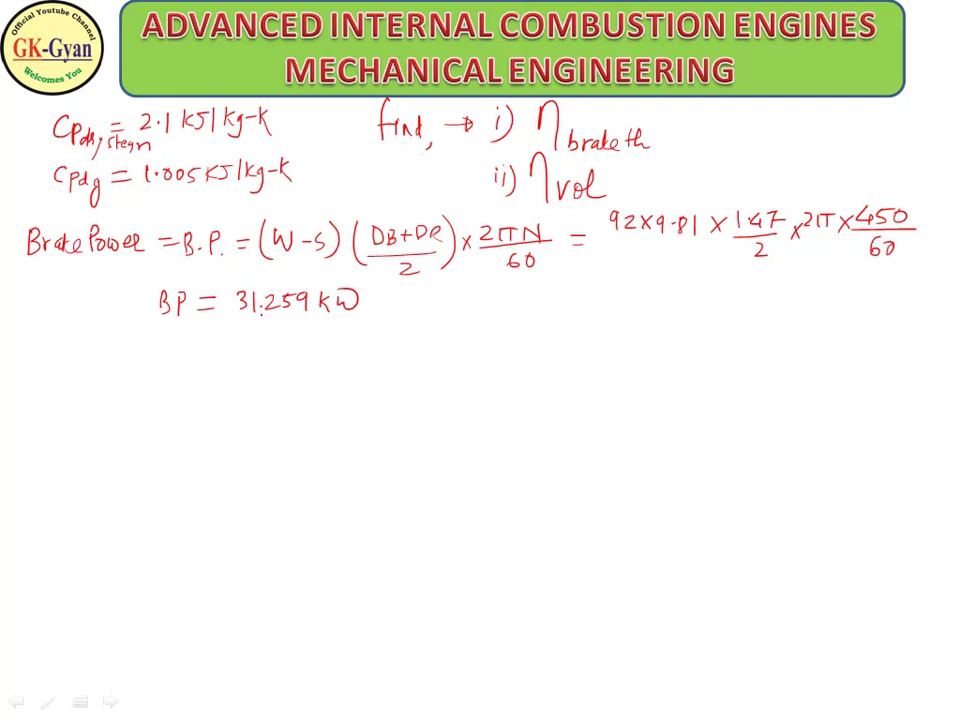 Official Youtube Channel
GK-Gyan
Welcomes You
ADVANCED INTERNAL COMBUSTION ENGINES
MECHANICAL ENGINEERING
Cpds, steam = 2.1 KJ/kg-K
Cpdg = 1.005 KJ/kg-K
find, → i) η brake th
ii) η vol
Brake Power = B.P. = (W-S) (DB+DR/2) × 2πN/60 = 92×9.81 × 1.47/2 × 2π × 450/60
BP = 31.259 kW